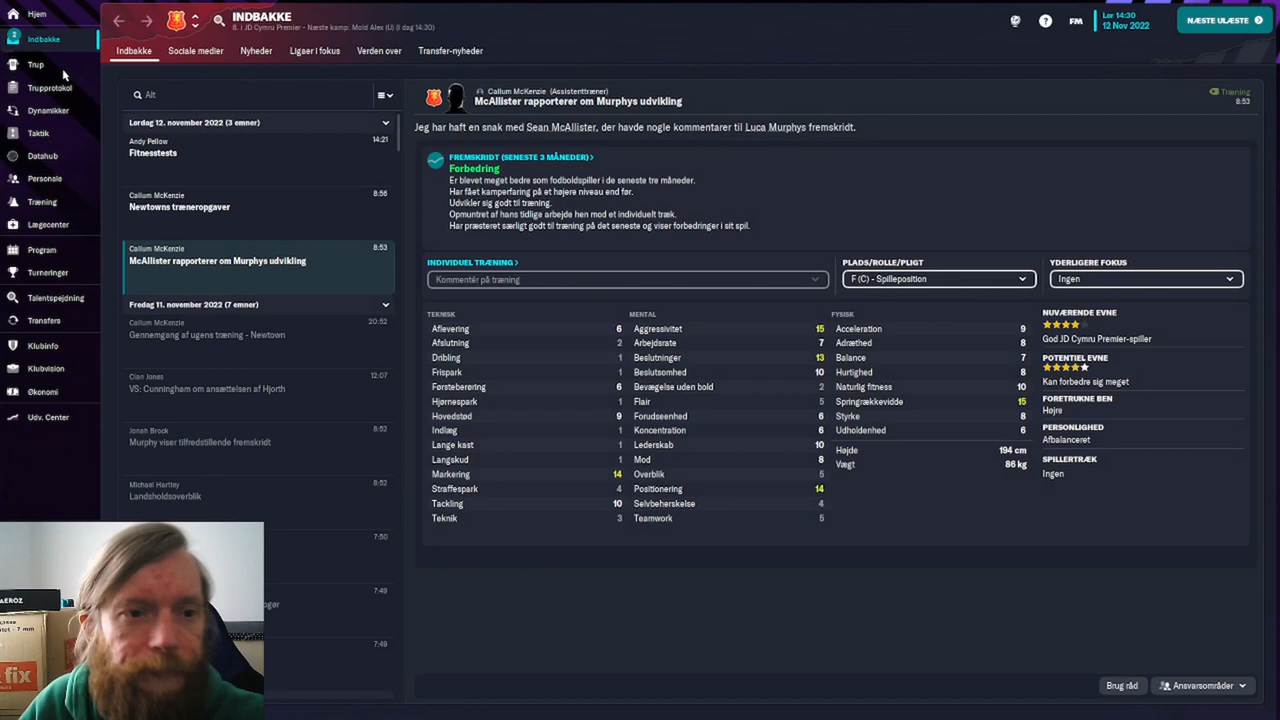 Hjem
2
Indbakke
Trup
Trupprotokol
Dynamikker
Taktik
Datahub
Personale
Træning
Lægecenter
Program
Turneringer
Talentspejdning
Transfers
Klubinfo
Klubvision
Økonomi
Udv. Center
INDBAKKE
8. i JD Cymru Premier - Næste kamp: Mold Alex (U) (I dag 14:30)
FM
Lør 14:30
12 Nov 2022
NÆSTE ULÆSTE
Indbakke Sociale medier Nyheder Ligaer i fokus Verden over Transfer-nyheder
Alt
Lørdag 12. november 2022 (3 emner)
Andy Pellow 14:21
Fitnesstests
Callum McKenzie 8:56
Newtowns træneropgaver
Callum McKenzie 8:53
McAllister rapporterer om Murphys udvikling
Fredag 11. november 2022 (7 emner)
Callum McKenzie 20:52
Gennemgang af ugens træning - Newtown
Cian Jones 12:07
VS: Cunningham om ansættelsen af Hjorth
Jonah Brock 8:52
Murphy viser tilfredstillende fremskridt
Michael Hartley 8:52
Landsholdsoverblik
7:50
7:49
7:49
Callum McKenzie (Assistenttræner)
McAllister rapporterer om Murphys udvikling
Træning
8:53
Jeg har haft en snak med Sean McAllister, der havde nogle kommentarer til Luca Murphys fremskridt.
FREMSKRIDT (SENESTE 3 MÅNEDER)
Forbedring
Er blevet meget bedre som fodboldspiller i de seneste tre måneder.
Har fået kamperfaring på et højere niveau end før.
Udvikler sig godt til træning.
Opmuntret af hans tidlige arbejde hen mod et individuelt træk.
Har præsteret særligt godt til træning på det seneste og viser forbedringer i sit spil.
INDIVIDUEL TRÆNING
Kommentér på træning
PLADS/ROLLE/PLIGT
F (C) - Spilleposition
YDERLIGERE FOKUS
Ingen
TEKNISK MENTAL FYSISK
Aflevering 6 Aggressivitet 15 Acceleration 9
Afslutning 2 Arbejdsrate 7 Adræthed 8
Dribling 1 Beslutninger 13 Balance 7
Frispark 1 Beslutsomhed 10 Hurtighed 8
Førsteberøring 6 Bevægelse uden bold 2 Naturlig fitness 10
Hjørnespark 1 Flair 5 Springrækkevidde 15
Hovedstød 9 Forudseenhed 6 Styrke 8
Indlæg 1 Koncentration 6 Udholdenhed 6
Lange kast 1 Lederskab 10
Langskud 1 Mod 8
Markering 14 Overblik 5
Straffespark 4 Positionering 14
Tackling 10 Selvbeherskelse 4
Teknik 3 Teamwork 5
Højde 194 cm
Vægt 86 kg
NUVÆRENDE EVNE
God JD Cymru Premier-spiller
POTENTIEL EVNE
Kan forbedre sig meget
FORETRUKNE BEN
Højre
PERSONLIGHED
Afbalanceret
SPILLERTRÆK
Ingen
Brug råd
Ansvarsområder
AEROZ
fix